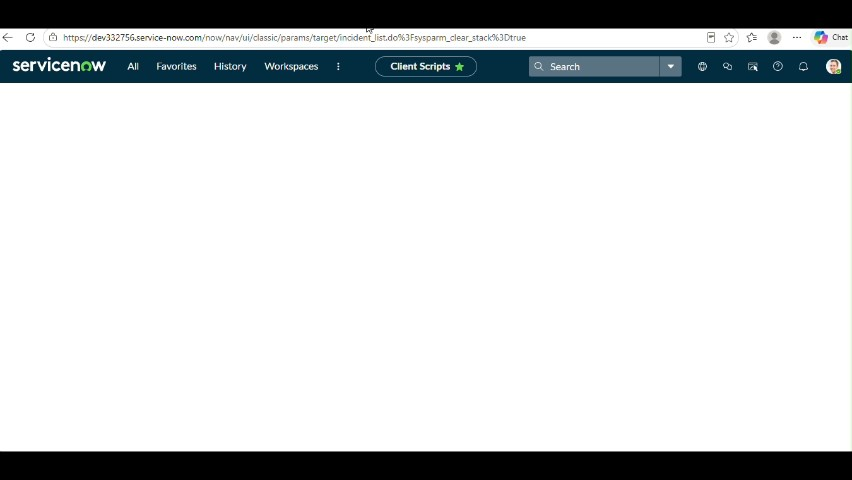 https://dev332756.service-now.com/now/nav/ui/classic/params/target/incident_list.do%3Fsysparm_clear_stack%3Dtrue
Chat
servicenow All Favorites History Workspaces Client Scripts Search